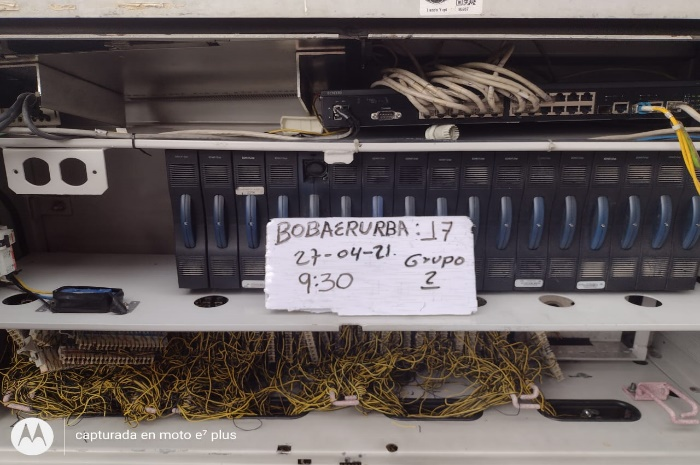 BOBAERURBA: 17
27-04-21.
Grupo
9:30
2
capturada en moto e⁷ plus